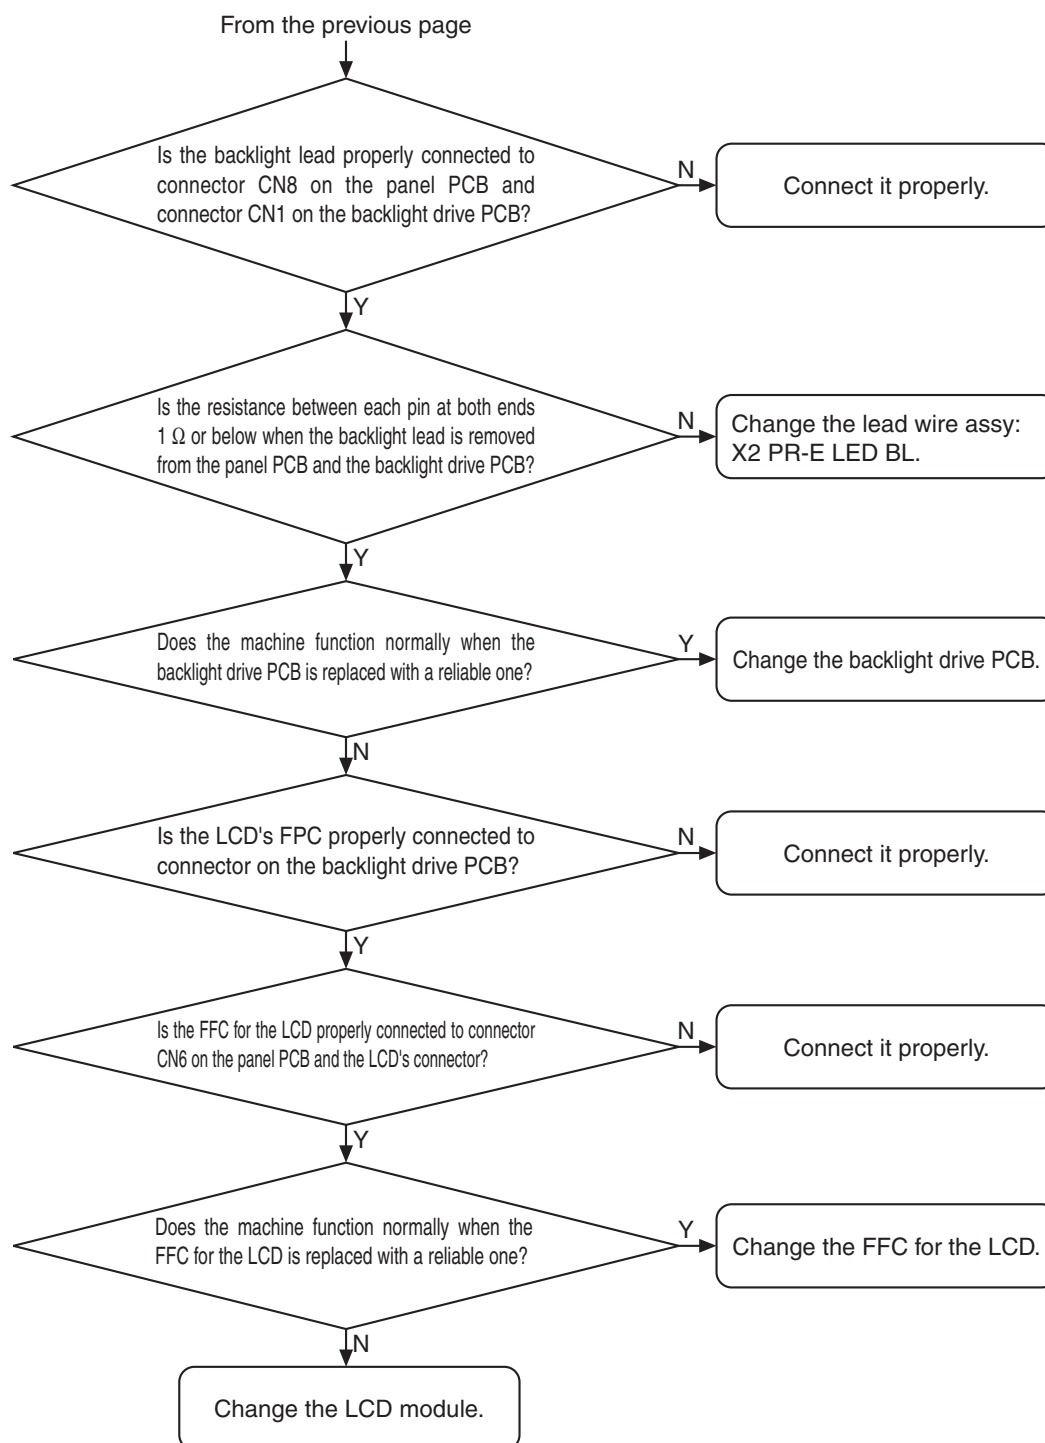 From the previous page
Is the backlight lead properly connected to
connector CN8 on the panel PCB and
connector CN1 on the backlight drive PCB?
N
Connect it properly.
Y
Is the resistance between each pin at both ends
1 Ω or below when the backlight lead is removed
from the panel PCB and the backlight drive PCB?
N
Change the lead wire assy:
X2 PR-E LED BL.
Y
Does the machine function normally when the
backlight drive PCB is replaced with a reliable one?
Y
Change the backlight drive PCB.
N
Is the LCD's FPC properly connected to
connector on the backlight drive PCB?
N
Connect it properly.
Y
Is the FFC for the LCD properly connected to connector
CN6 on the panel PCB and the LCD's connector?
N
Connect it properly.
Y
Does the machine function normally when the
FFC for the LCD is replaced with a reliable one?
Y
Change the FFC for the LCD.
N
Change the LCD module.